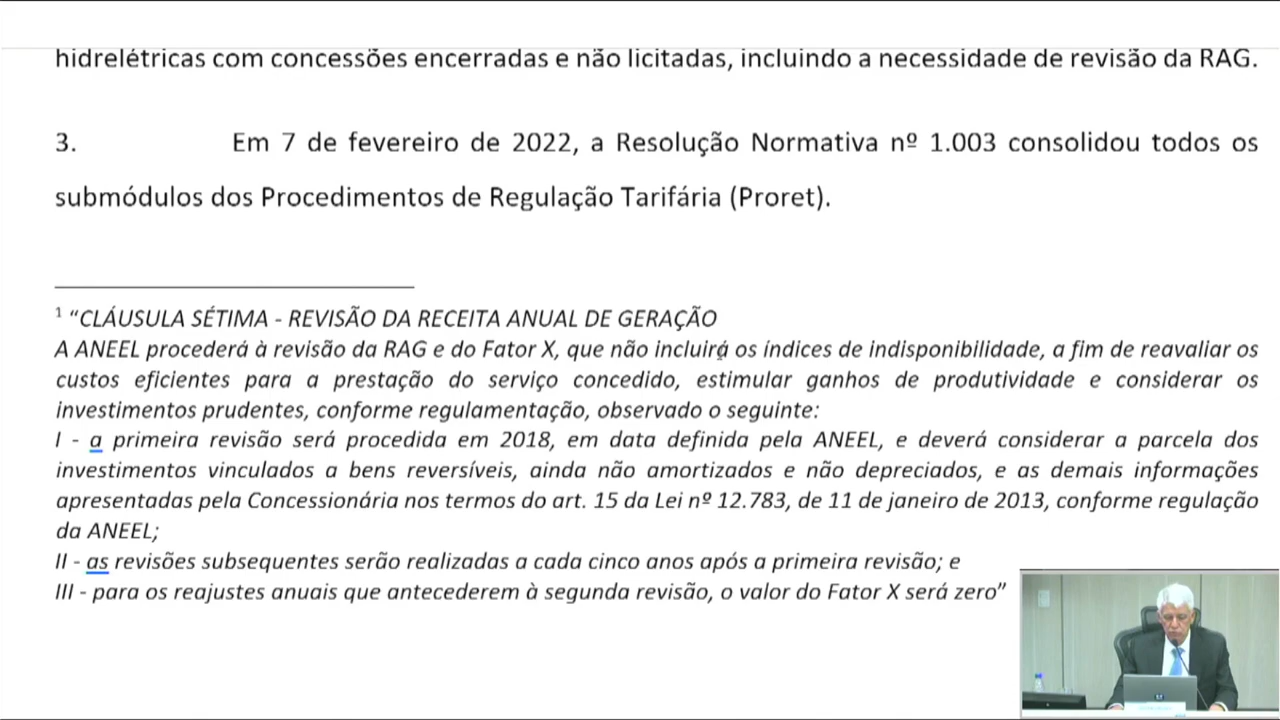 hidrelétricas com concessões encerradas e não licitadas, incluindo a necessidade de revisão da RAG.
3. Em 7 de fevereiro de 2022, a Resolução Normativa nº 1.003 consolidou todos os
submódulos dos Procedimentos de Regulação Tarifária (Proret).
1 “CLÁUSULA SÉTIMA - REVISÃO DA RECEITA ANUAL DE GERAÇÃO
A ANEEL procederá à revisão da RAG e do Fator X, que não incluirá os índices de indisponibilidade, a fim de reavaliar os
custos eficientes para a prestação do serviço concedido, estimular ganhos de produtividade e considerar os
investimentos prudentes, conforme regulamentação, observado o seguinte:
I - a primeira revisão será procedida em 2018, em data definida pela ANEEL, e deverá considerar a parcela dos
investimentos vinculados a bens reversíveis, ainda não amortizados e não depreciados, e as demais informações
apresentadas pela Concessionária nos termos do art. 15 da Lei nº 12.783, de 11 de janeiro de 2013, conforme regulação
da ANEEL;
II - as revisões subsequentes serão realizadas a cada cinco anos após a primeira revisão; e
III - para os reajustes anuais que antecederem à segunda revisão, o valor do Fator X será zero”